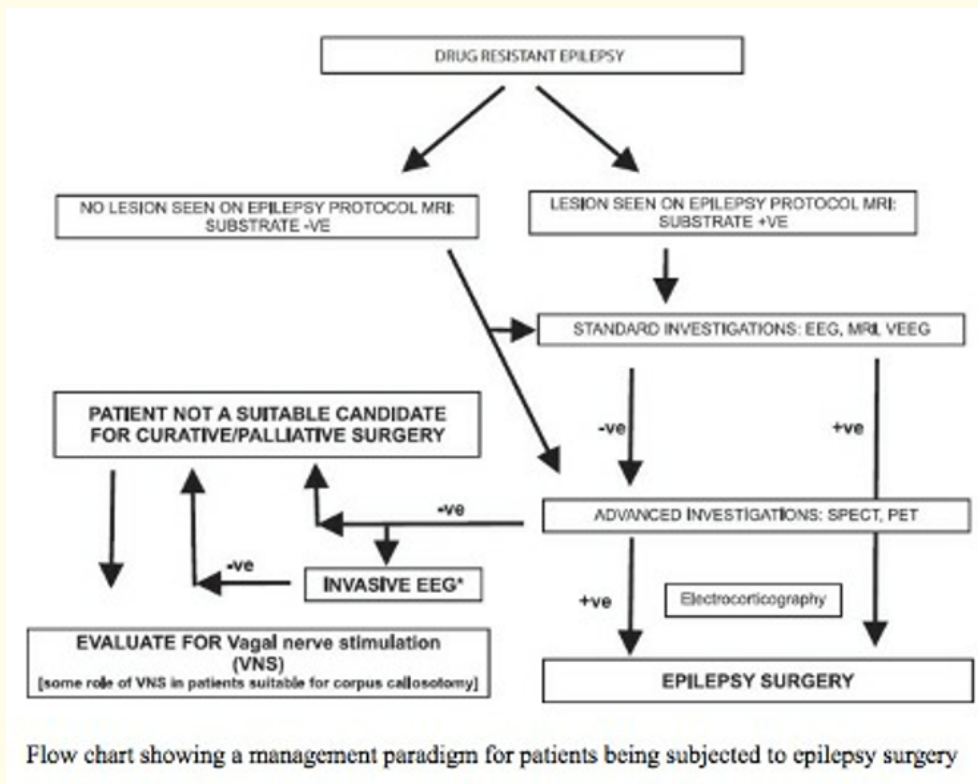 DRUG RESISTANT EPILEPSY
NO LESION SEEN ON EPILEPSY PROTOCOL MRI:
SUBSTRATE -VE
LESION SEEN ON EPILEPSY PROTOCOL MRI:
SUBSTRATE +VE
STANDARD INVESTIGATIONS: EEG, MRI, VEEG
PATIENT NOT A SUITABLE CANDIDATE
FOR CURATIVE/PALLIATIVE SURGERY
-ve
+ve
-ve
ADVANCED INVESTIGATIONS: SPECT, PET
-ve
INVASIVE EEG*
+ve
Electrocorticography
EVALUATE FOR Vagal nerve stimulation
(VNS)
[some role of VNS in patients suitable for corpus callosotomy]
EPILEPSY SURGERY
Flow chart showing a management paradigm for patients being subjected to epilepsy surgery